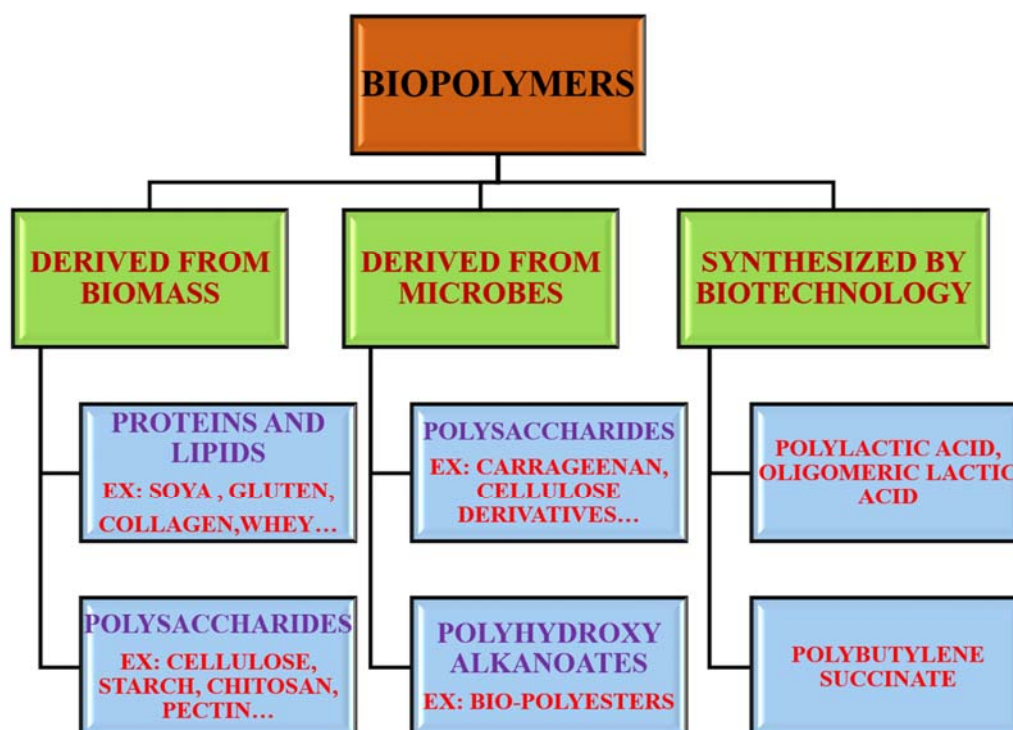 BIOPOLYMERS
DERIVED FROM
BIOMASS
DERIVED FROM
MICROBES
SYNTHESIZED BY
BIOTECHNOLOGY
PROTEINS AND
LIPIDS
EX: SOYA , GLUTEN,
COLLAGEN,WHEY…
POLYSACCHARIDES
EX: CARRAGEENAN,
CELLULOSE
DERIVATIVES…
POLYLACTIC ACID,
OLIGOMERIC LACTIC
ACID
POLYSACCHARIDES
EX: CELLULOSE,
STARCH, CHITOSAN,
PECTIN…
POLYHYDROXY
ALKANOATES
EX: BIO-POLYESTERS
POLYBUTYLENE
SUCCINATE